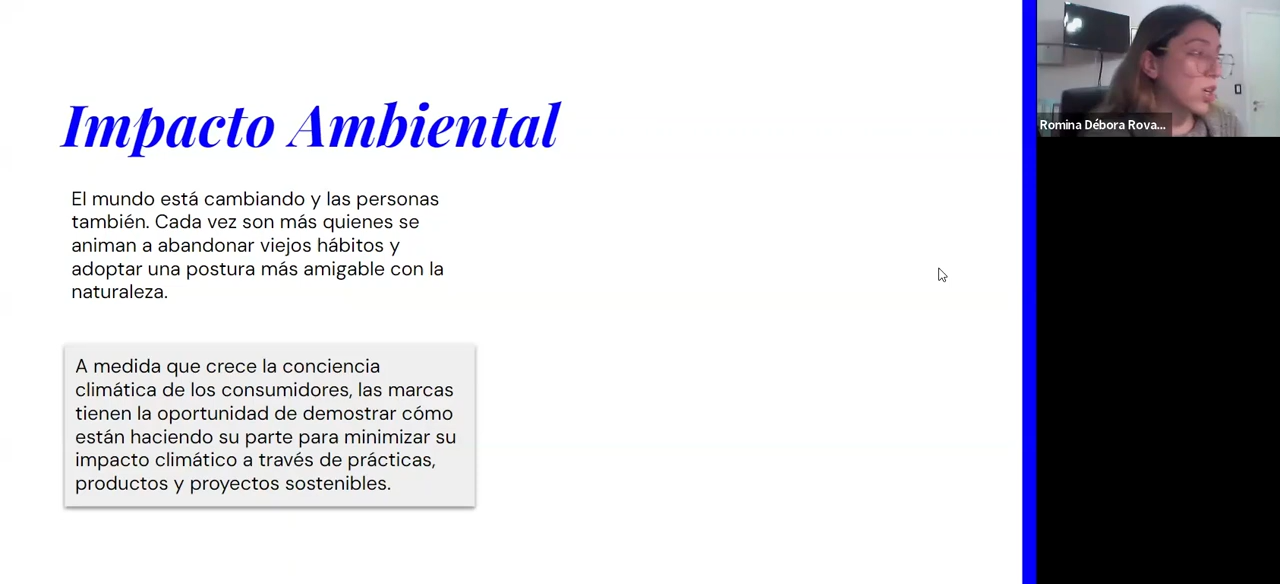 Impacto Ambiental
El mundo está cambiando y las personas
también. Cada vez son más quienes se
animan a abandonar viejos hábitos y
adoptar una postura más amigable con la
naturaleza.
A medida que crece la conciencia
climática de los consumidores, las marcas
tienen la oportunidad de demostrar cómo
están haciendo su parte para minimizar su
impacto climático a través de prácticas,
productos y proyectos sostenibles.
Romina Débora Rova...